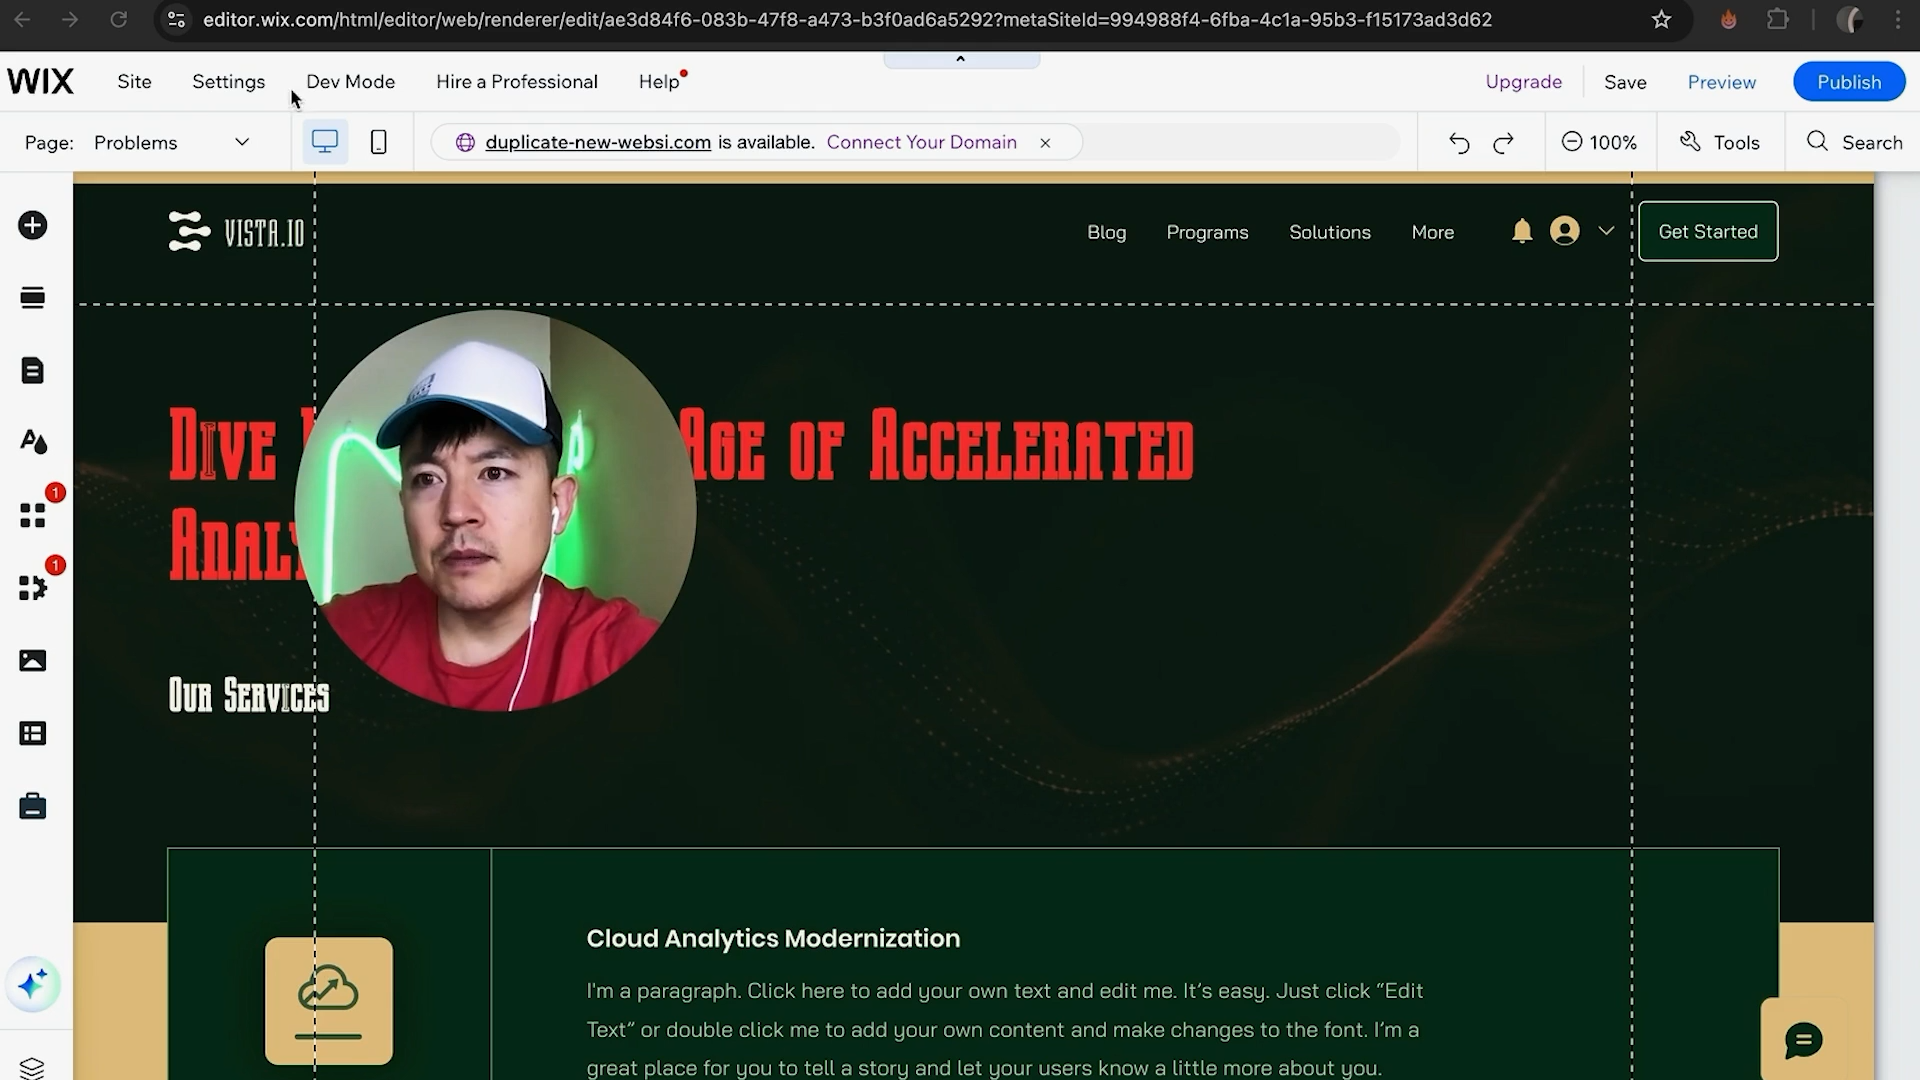 editor.wix.com/html/editor/web/renderer/edit/ae3d84f6-083b-47f8-a473-b3f0ad6a5292?metaSiteId=994988f4-6fba-4c1a-95b3-f15173ad3d62
WIX Site Settings Dev Mode Hire a Professional Help Upgrade Save Preview Publish
Page: Problems duplicate-new-websi.com is available. Connect Your Domain 100% Tools Search
VISTA.IO Blog Programs Solutions More Get Started
Dive Age of Accelerated
1
1
Our Services
Cloud Analytics Modernization
I'm a paragraph. Click here to add your own text and edit me. It’s easy. Just click “Edit
Text” or double click me to add your own content and make changes to the font. I’m a
great place for you to tell a story and let your users know a little more about you.